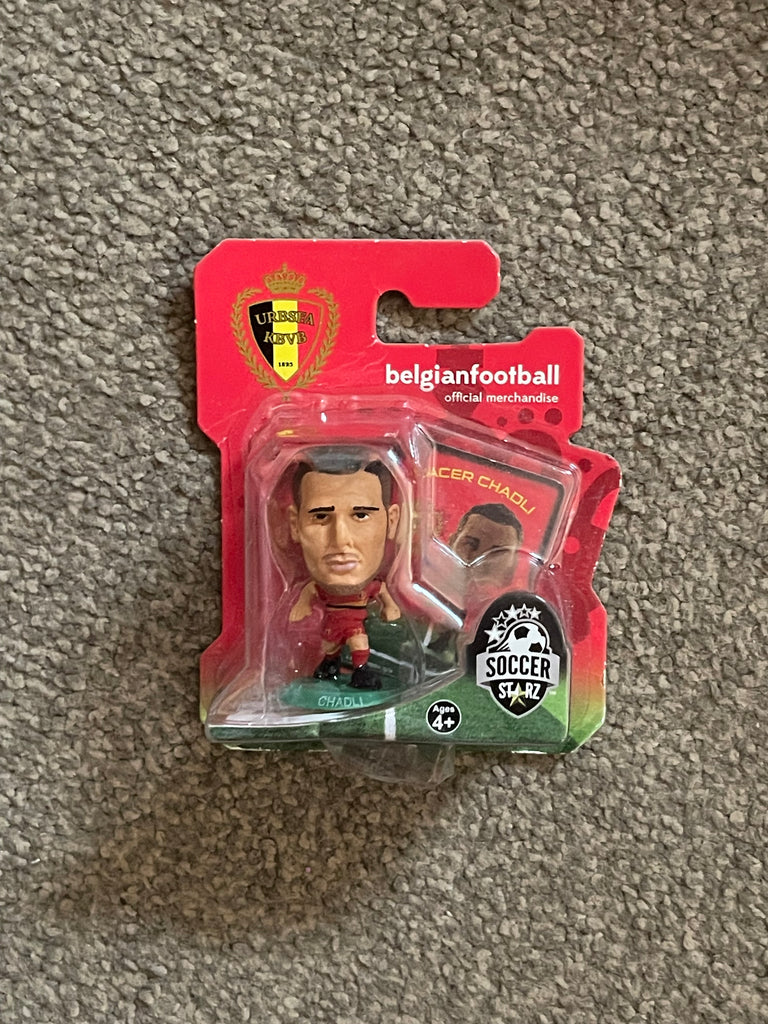 URBSFA
KBVB
1895
belgianfootball
official merchandise
ACER CHADLI
CHADLI
SOCCER
STARZ
Ages
4+